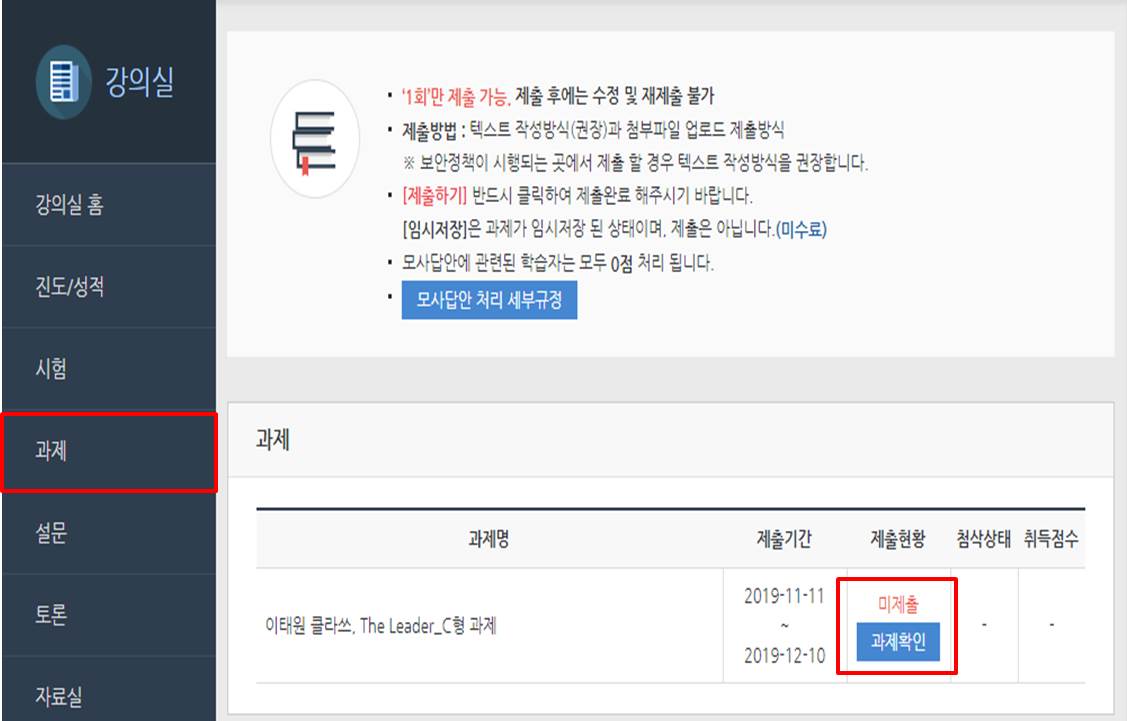 강의실
강의실 홈
진도/성적
시험
과제
설문
토론
자료실
· '1회'만 제출 가능, 제출 후에는 수정 및 재제출 불가
· 제출방법 : 텍스트 작성방식(권장)과 첨부파일 업로드 제출방식
※ 보안정책이 시행되는 곳에서 제출 할 경우 텍스트 작성방식을 권장합니다.
· [제출하기] 반드시 클릭하여 제출완료 해주시기 바랍니다.
[임시저장]은 과제가 임시저장 된 상태이며, 제출은 아닙니다.(미수료)
· 모사답안에 관련된 학습자는 모두 0점 처리 됩니다.
· 모사답안 처리 세부규정
과제
과제명 제출기간 제출현황 첨삭상태 취득점수
2019-11-11 미제출
이태원 클라쓰, The Leader_C형 과제 ~ 과제확인 - -
2019-12-10